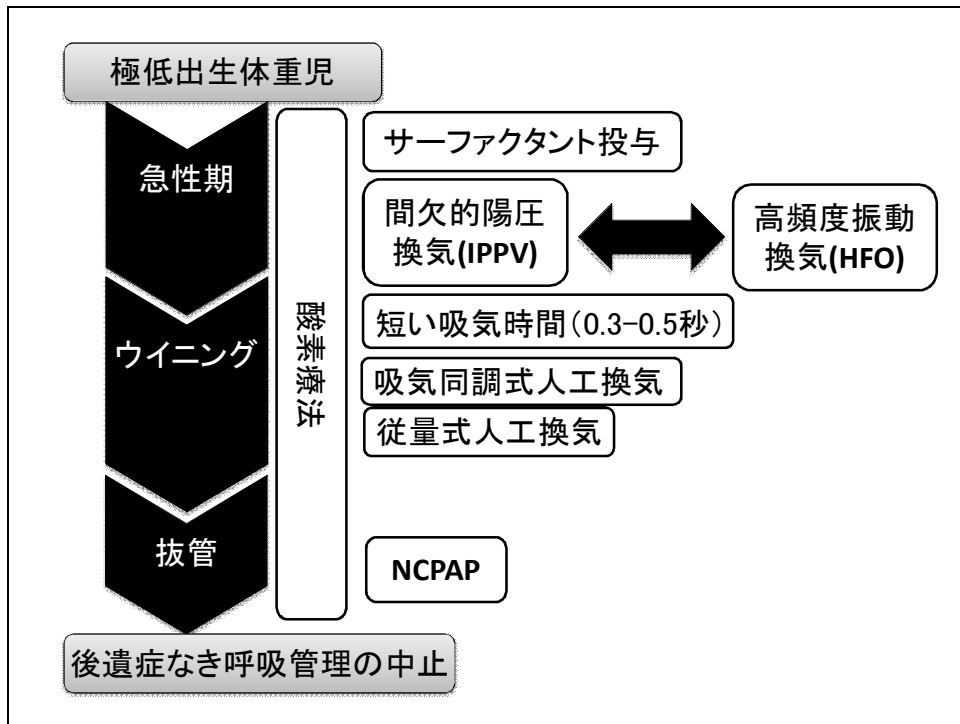 極低出生体重児
急性期
サーファクタント投与
間欠的陽圧
換気(IPPV)
高頻度振動
換気(HFO)
酸素療法
ウイニング
短い吸気時間(0.3-0.5秒)
吸気同調式人工換気
従量式人工換気
抜管
NCPAP
後遺症なき呼吸管理の中止